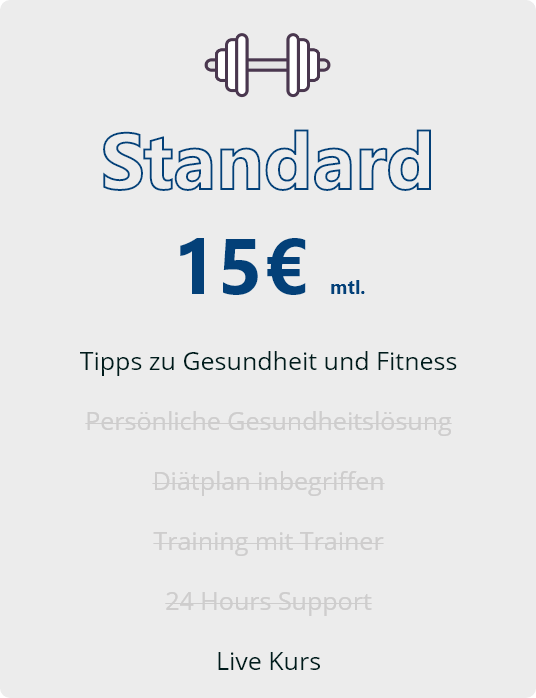 Standard
15€ mtl.
Tipps zu Gesundheit und Fitness
Persönliche Gesundheitslösung
Diätplan inbegriffen
Training mit Trainer
24 Hours Support
Live Kurs